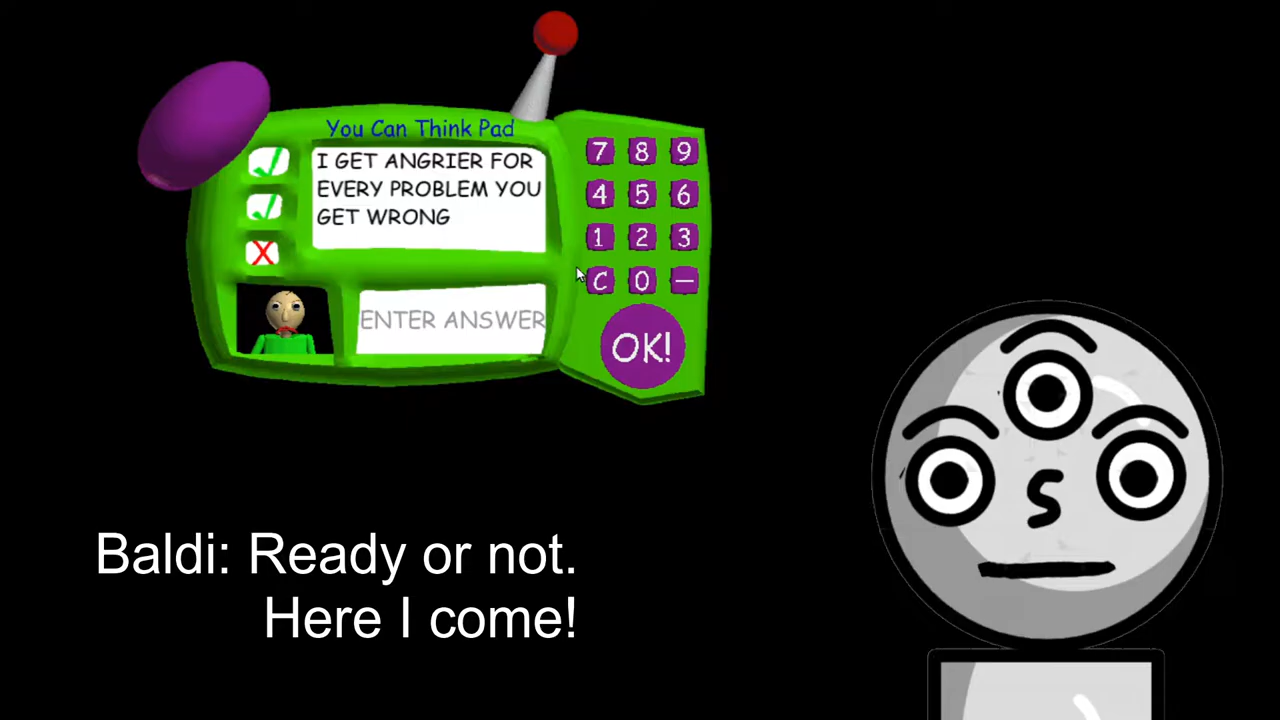 You Can Think Pad
I GET ANGRIER FOR
EVERY PROBLEM YOU
GET WRONG
ENTER ANSWER
7 8 9
4 5 6
1 2 3
C 0 —
OK!
Baldi: Ready or not.
Here I come!